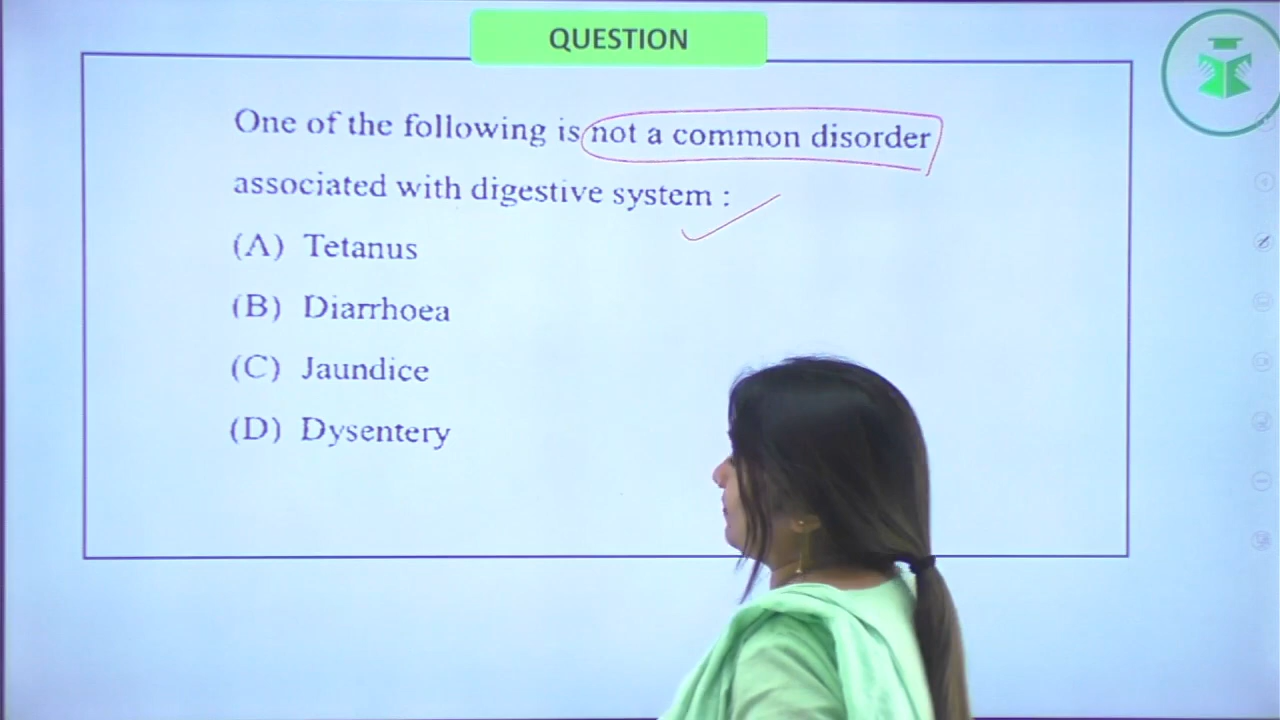 QUESTION
One of the following is not a common disorder
associated with digestive system :
(A) Tetanus
(B) Diarrhoea
(C) Jaundice
(D) Dysentery